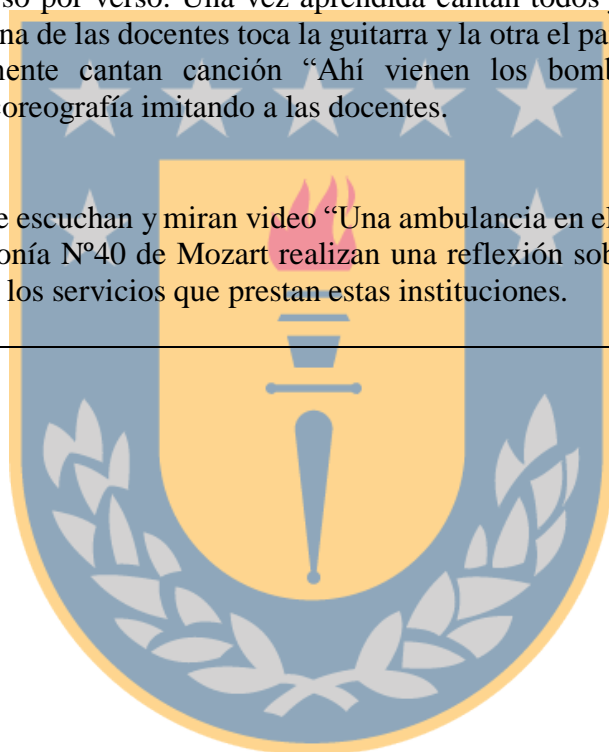 so por verso. Una vez aprendida cantan todos
na de las docentes toca la guitarra y la otra el pa
mente cantan canción “Ahí vienen los bomb
coreografía imitando a las docentes.
e escuchan y miran video “Una ambulancia en el
onía Nº40 de Mozart realizan una reflexión sob
los servicios que prestan estas instituciones.